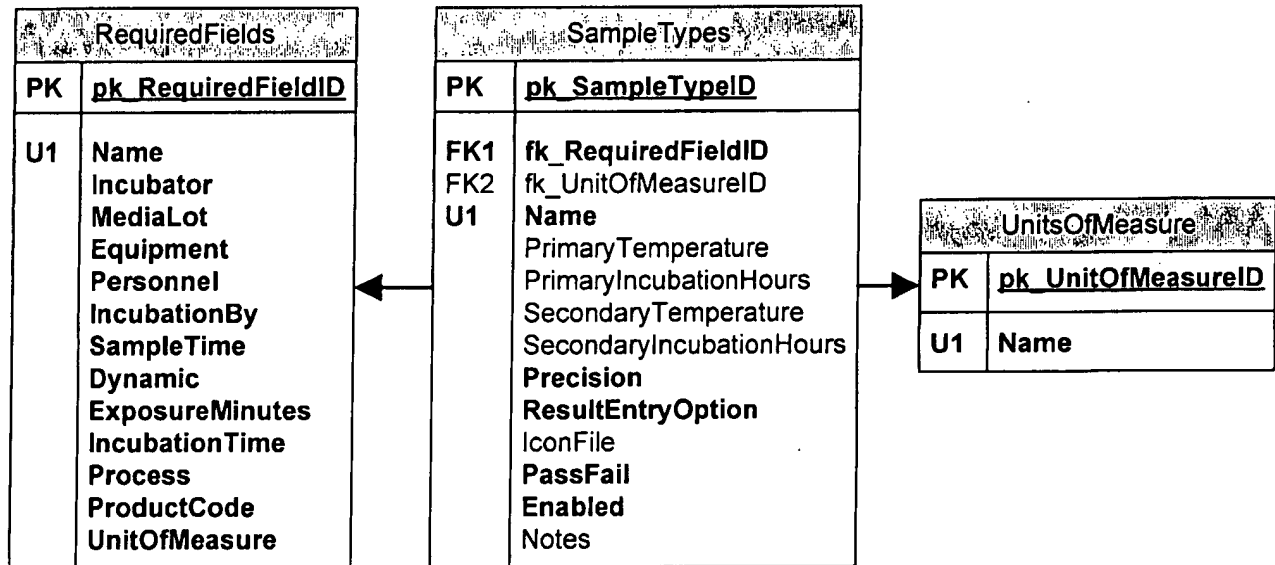 RequiredFields
PK pk_RequiredFieldID
U1 Name
Incubator
MediaLot
Equipment
Personnel
IncubationBy
SampleTime
Dynamic
ExposureMinutes
IncubationTime
Process
ProductCode
UnitOfMeasure
SampleTypes
PK pk_SampleTypeID
FK1 fk_RequiredFieldID
FK2 fk_UnitOfMeasureID
U1 Name
PrimaryTemperature
PrimaryIncubationHours
SecondaryTemperature
SecondaryIncubationHours
Precision
ResultEntryOption
IconFile
PassFail
Enabled
Notes
UnitsOfMeasure
PK pk_UnitOfMeasureID
U1 Name